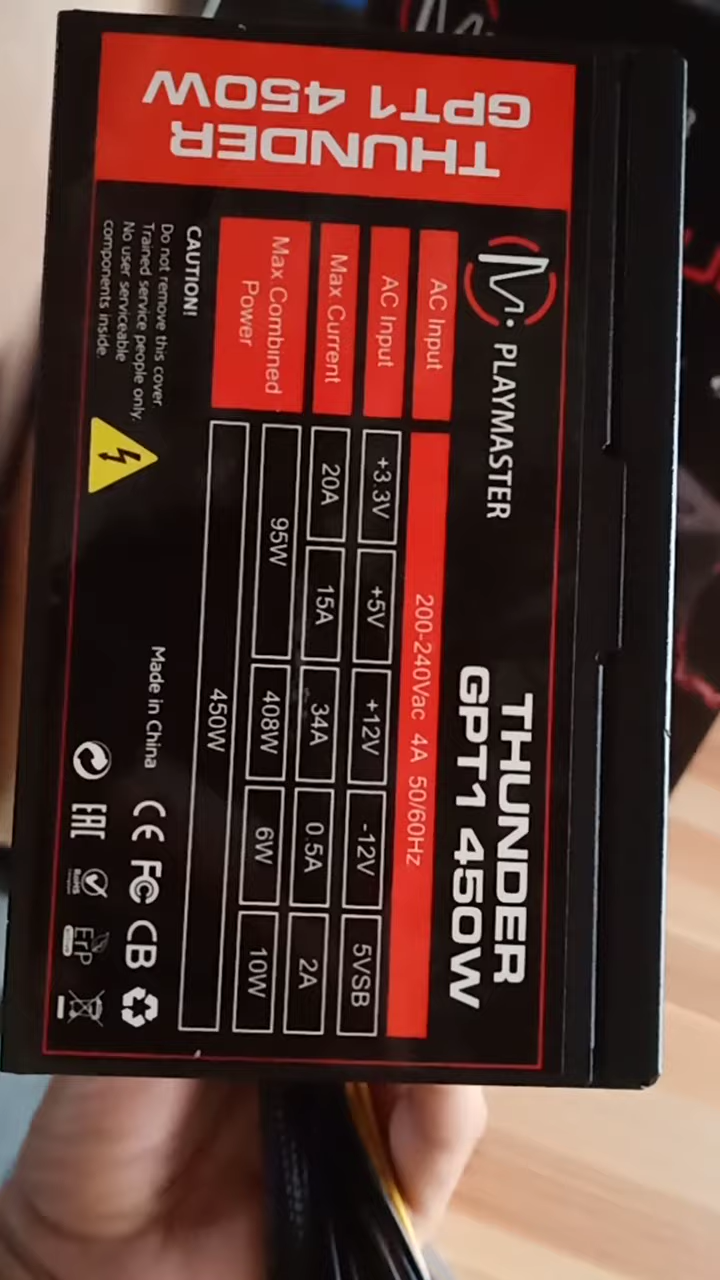 THUNDER
GPT1 450W
PLAYMASTER
THUNDER
GPT1 450W
AC Input 200-240Vac 4A 50/60Hz
AC Input +3.3V +5V +12V -12V 5VSB
Max Current 20A 15A 34A 0.5A 2A
Max Combined Power 95W 408W 6W 10W
450W
CAUTION!
Do not remove this cover.
Trained service people only.
No user serviceable
components inside.
Made in China
CE FC CB
EAC RoHS ErP